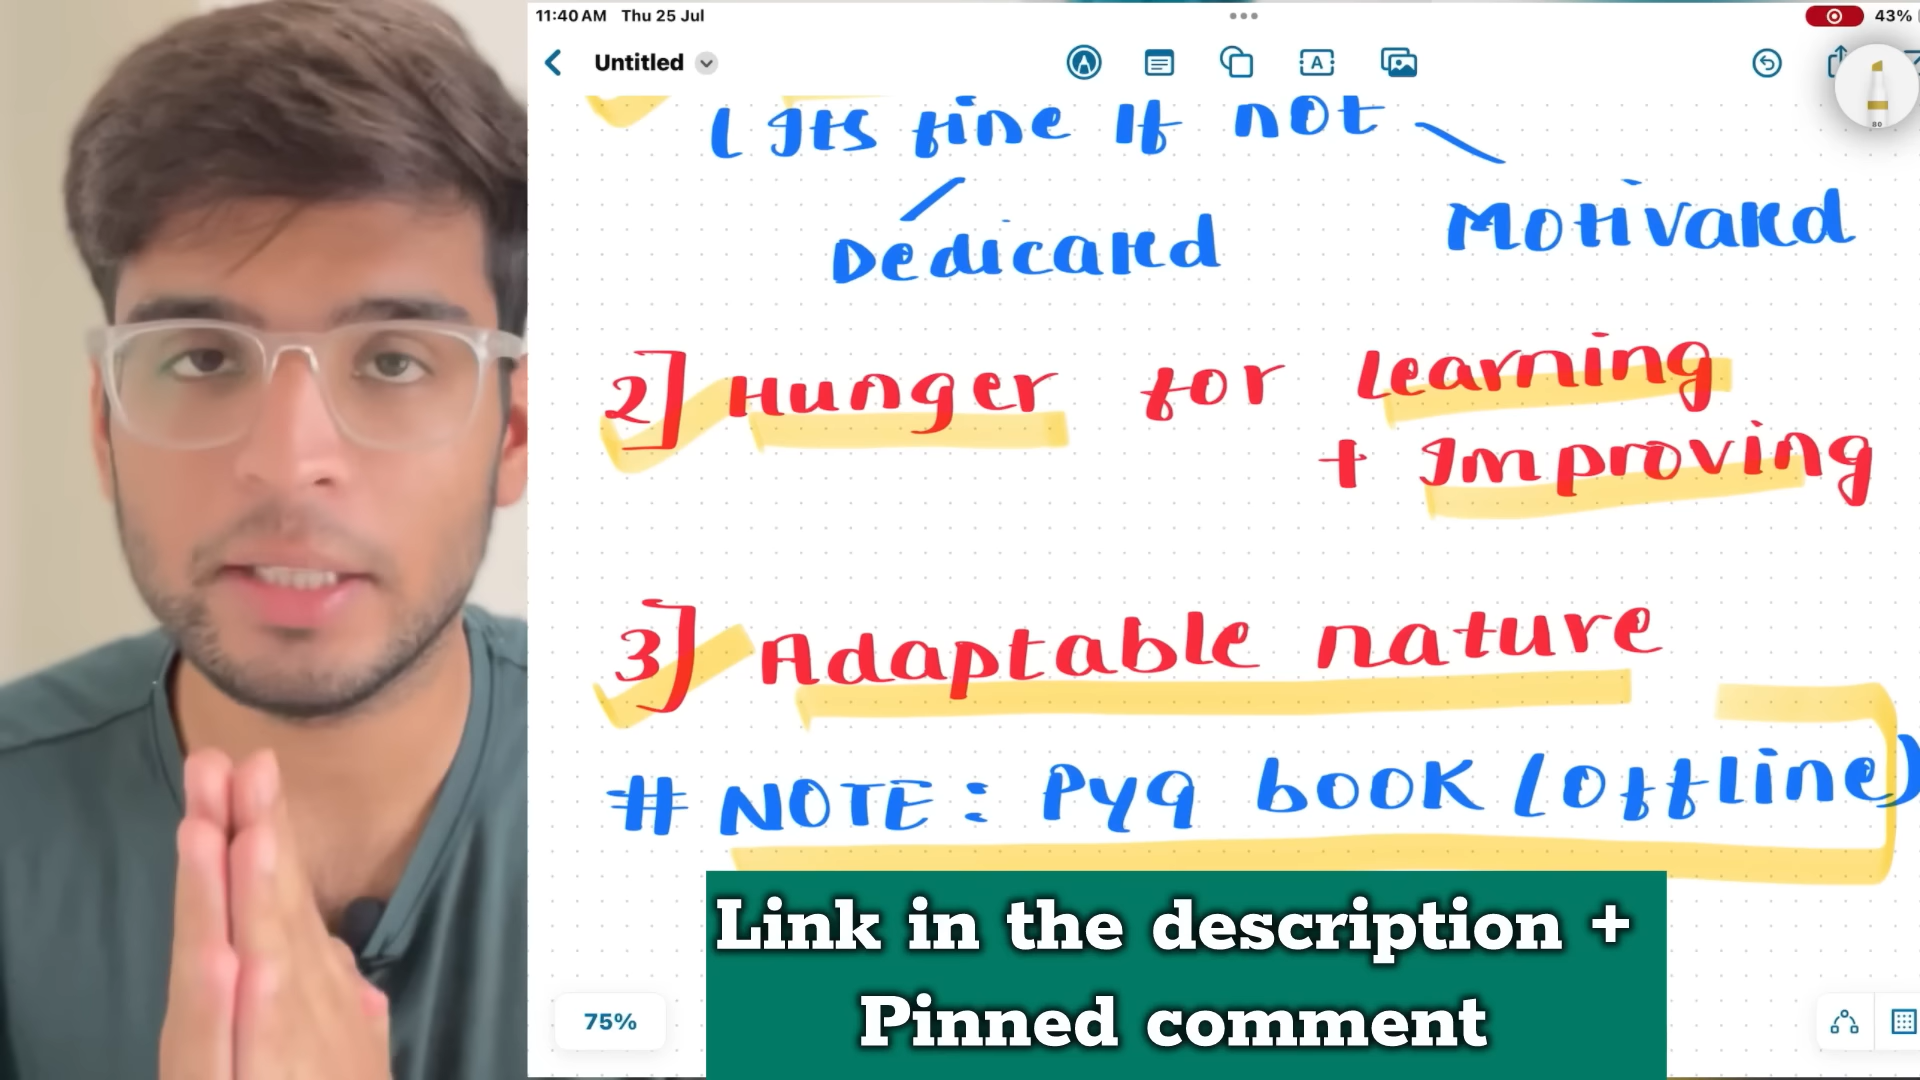 11:40 AM Thu 25 Jul
43%
Untitled
A
80
(Its fine If not
Dedicated
Motivated
2] Hunger for Learning
+ Improving
3] Adaptable nature
# NOTE: PYQ book (offline)
Link in the description +
Pinned comment
75%